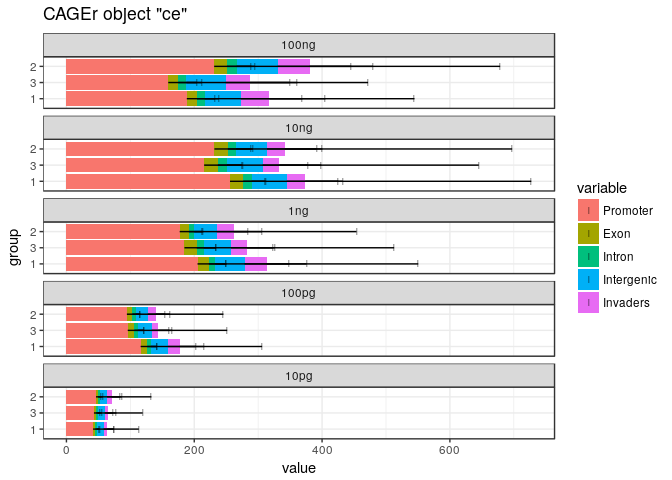 CAGEr object "ce"
100ng
2
3
1
10ng
2
3
1
1ng
2
3
1
100pg
2
3
1
10pg
2
3
1
0 200 400 600
value
group
variable
Promoter
Exon
Intron
Intergenic
Invaders